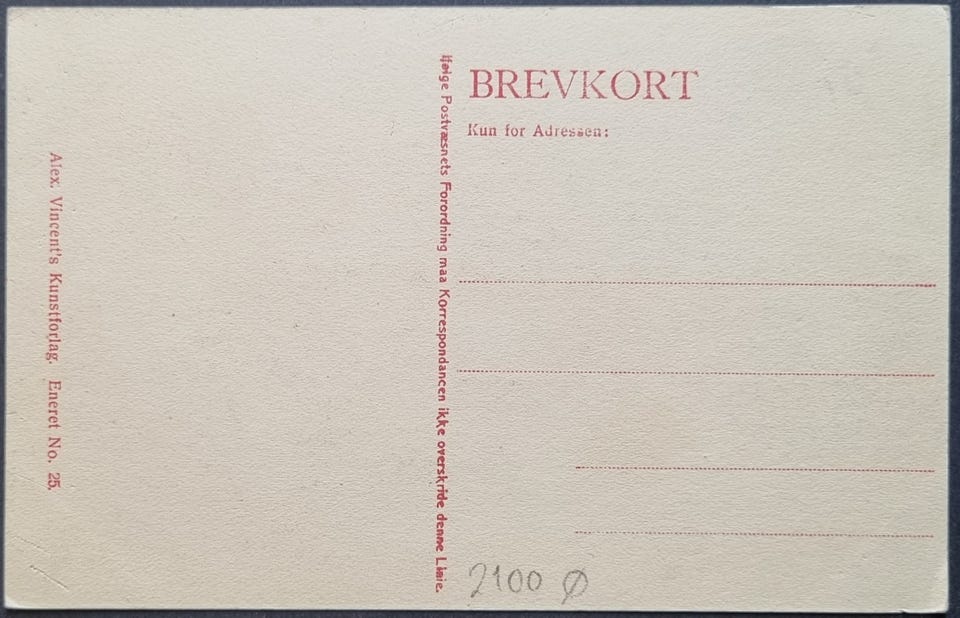 BREVKORT
Kun for Adressen:
Ifølge Postvæsnets Forordning maa Korrespondancen ikke overskride denne Linie.
Alex. Vincent's Kunstforlag. Eneret No. 25.
2100 Ø